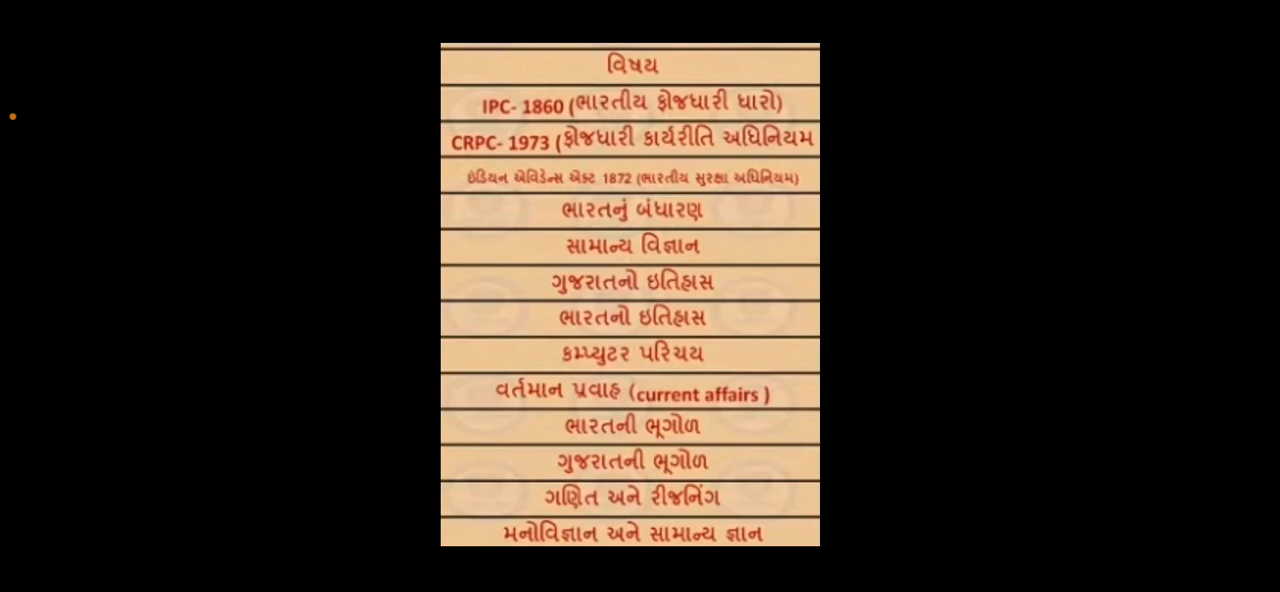 વિષય
IPC- 1860 (ભારતીય ફોજધારી ધારો)
CRPC- 1973 (ફોજધારી કાર્યરીતિ અધિનિયમ
ઇંડિયન એવિડેન્સ એક્ટ 1872 (ભારતીય સુરક્ષા અધિનિયમ)
ભારતનું બંધારણ
સામાન્ય વિજ્ઞાન
ગુજરાતનો ઇતિહાસ
ભારતનો ઇતિહાસ
કમ્પ્યુટર પરિચય
વર્તમાન પ્રવાહ (current affairs )
ભારતની ભૂગોળ
ગુજરાતની ભૂગોળ
ગણિત અને રીજનિંગ
મનોવિજ્ઞાન અને સામાન્ય જ્ઞાન